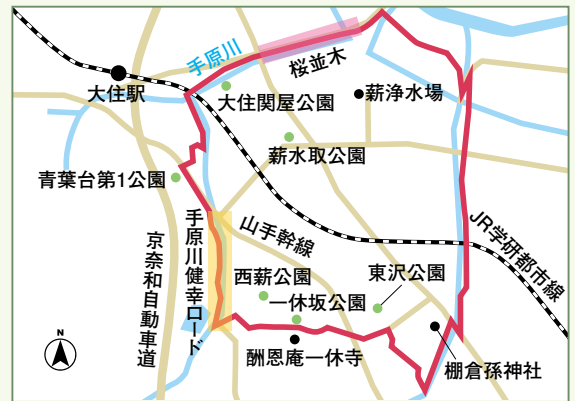 手原川
桜並木
大住駅
大住関屋公園
薪浄水場
薪水取公園
青葉台第1公園
手原川健幸ロード
山手幹線
JR学研都市線
京奈和自動車道
西薪公園
東沢公園
一休坂公園
酬恩庵一休寺
棚倉孫神社
N